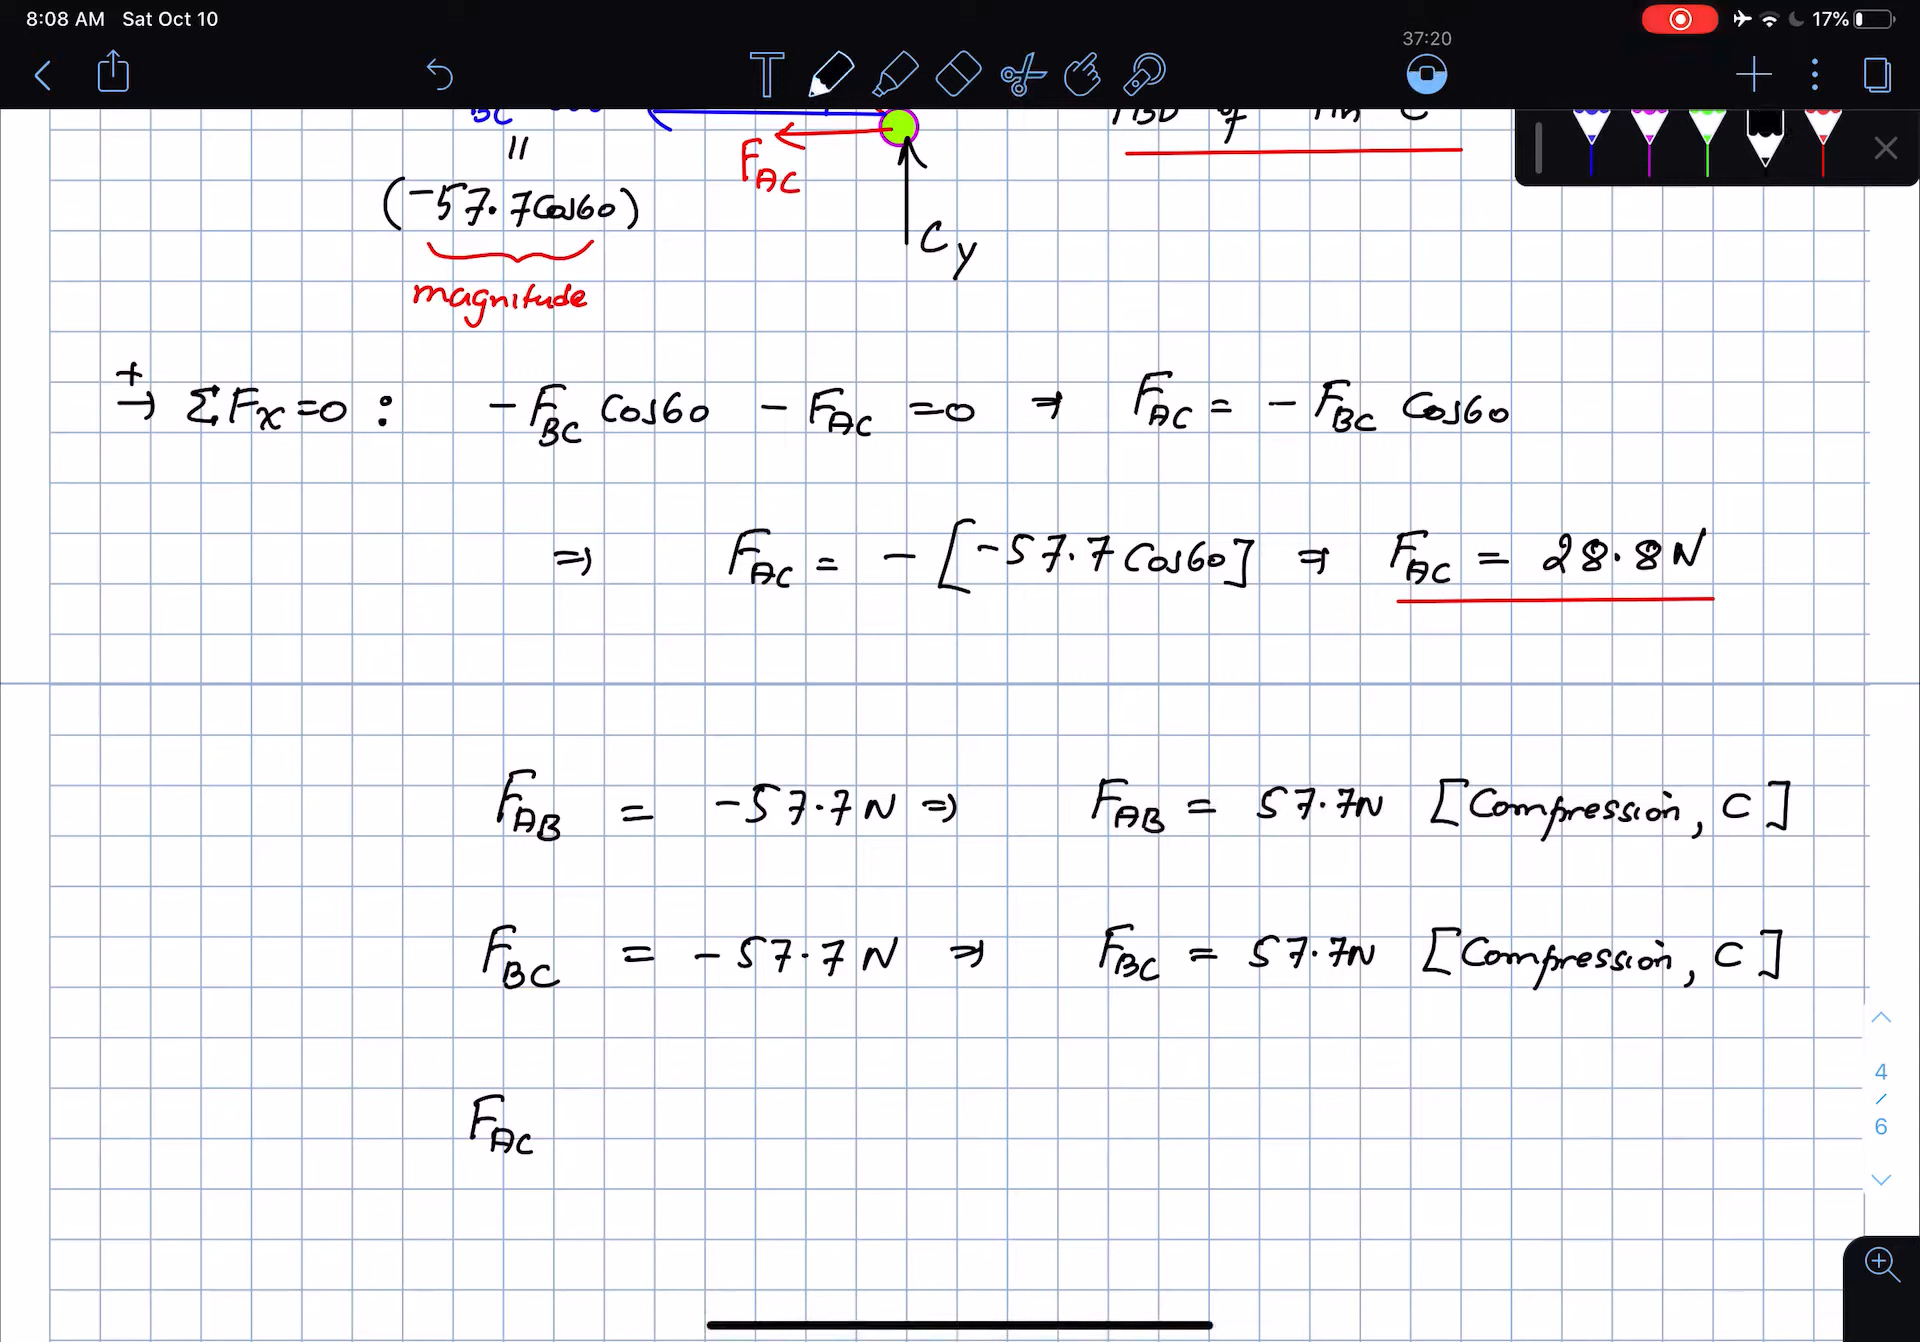 8:08 AM Sat Oct 10
17%
37:20
T
BC
FAC
||
(-57.7Cos60)
Cy
magnitude
+
→ ΣFx=0 : -FBC Cos60 - FAC =0 ⇒ FAC = - FBC Cos60
⇒ FAC = - [-57.7 Cos60] ⇒ FAC = 28.8N
FAB = -57.7N ⇒ FAB = 57.7N [Compression, C]
FBC = -57.7N ⇒ FBC = 57.7N [Compression, C]
FAC
4
/
6